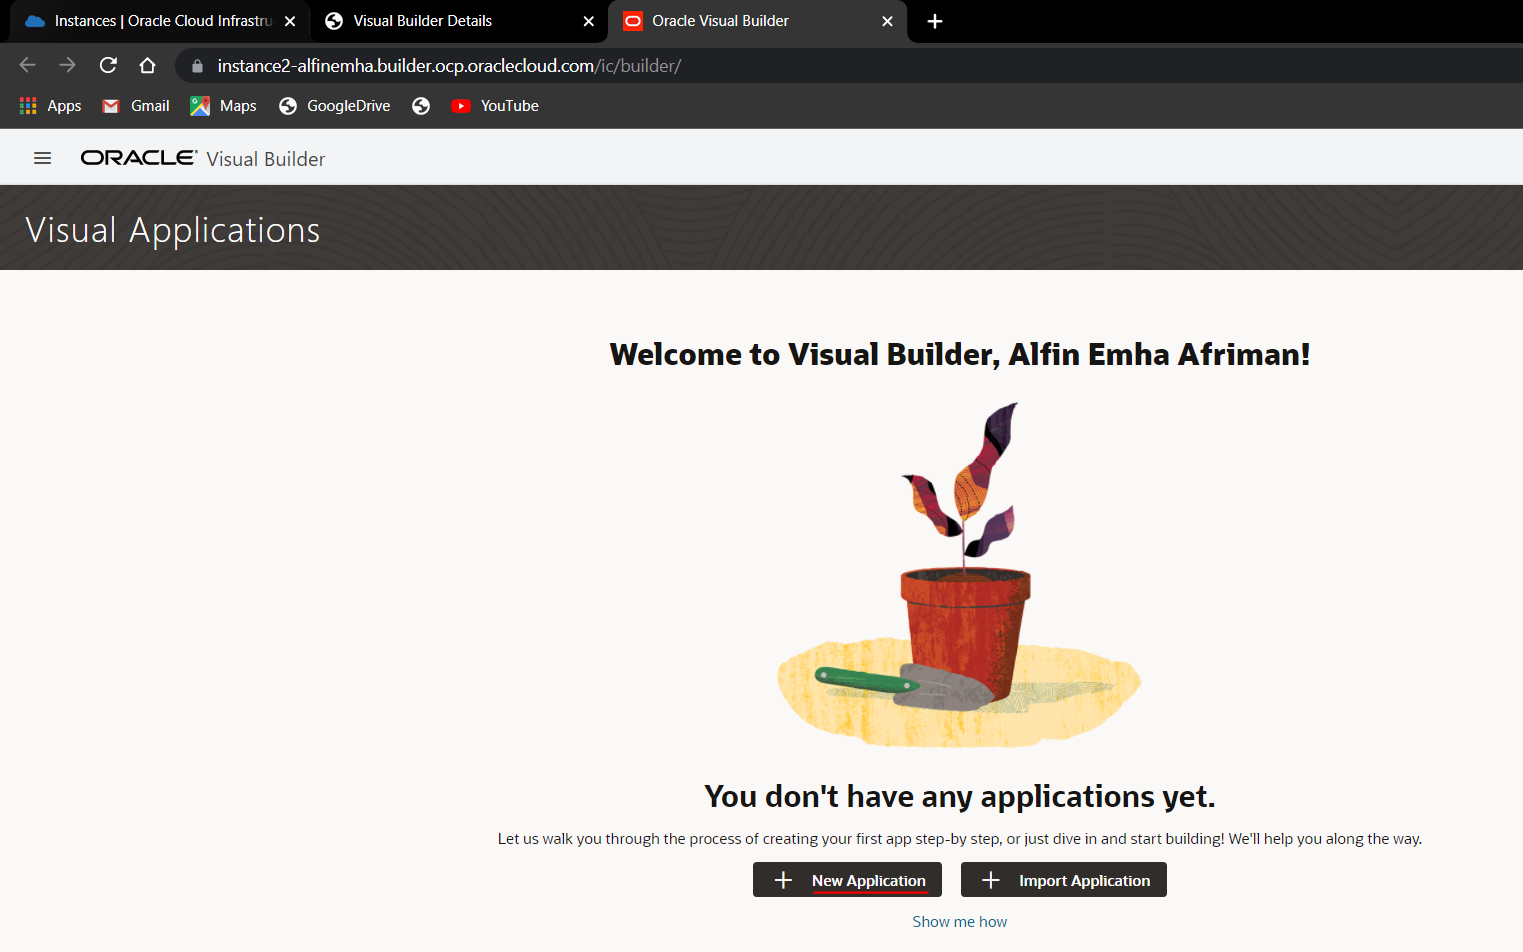 Instances | Oracle Cloud Infrastru
Visual Builder Details
Oracle Visual Builder
instance2-alfinemha.builder.ocp.oraclecloud.com/ic/builder/
Apps
Gmail
Maps
GoogleDrive
YouTube
ORACLE® Visual Builder
Visual Applications
Welcome to Visual Builder, Alfin Emha Afriman!
You don't have any applications yet.
Let us walk you through the process of creating your first app step-by step, or just dive in and start building! We'll help you along the way.
New Application
Import Application
Show me how